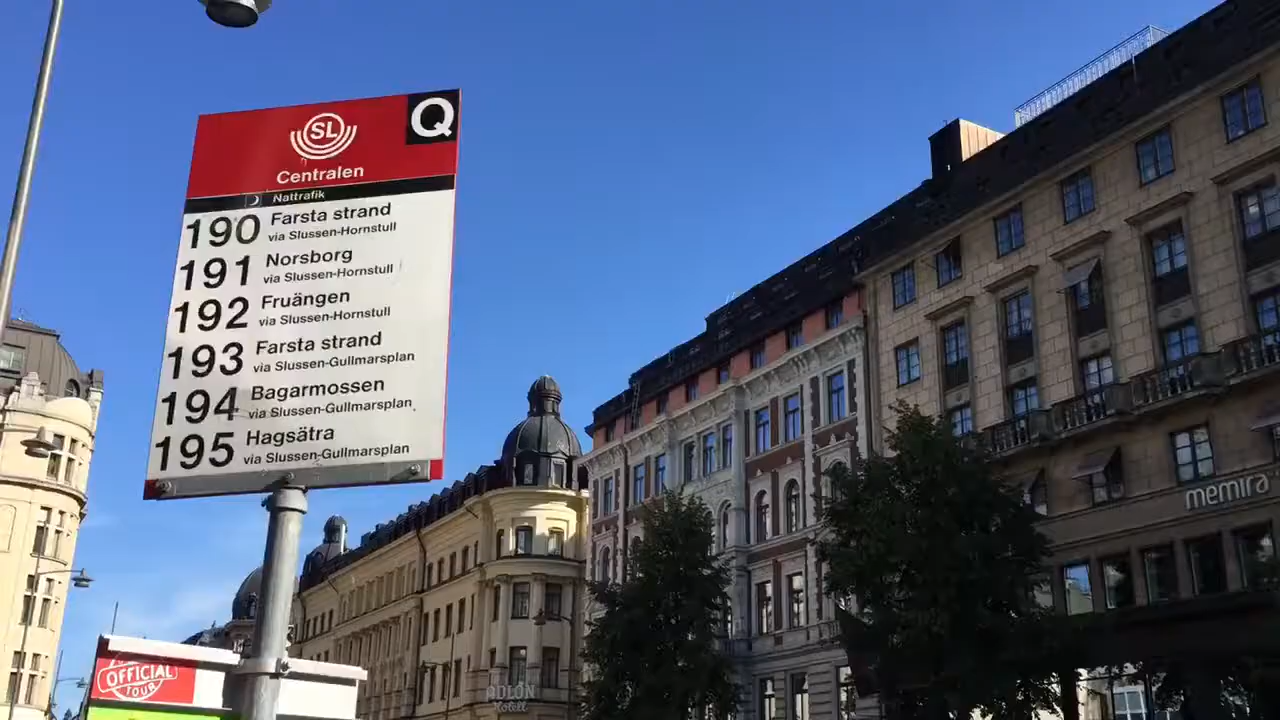 Q
SL
Centralen
Nattrafik
190 Farsta strand
via Slussen-Hornstull
191 Norsborg
via Slussen-Hornstull
192 Fruängen
via Slussen-Hornstull
193 Farsta strand
via Slussen-Gullmarsplan
194 Bagarmossen
via Slussen-Gullmarsplan
195 Hagsätra
via Slussen-Gullmarsplan
memira
OFFICIAL
TOUR
ADLON
Hotell